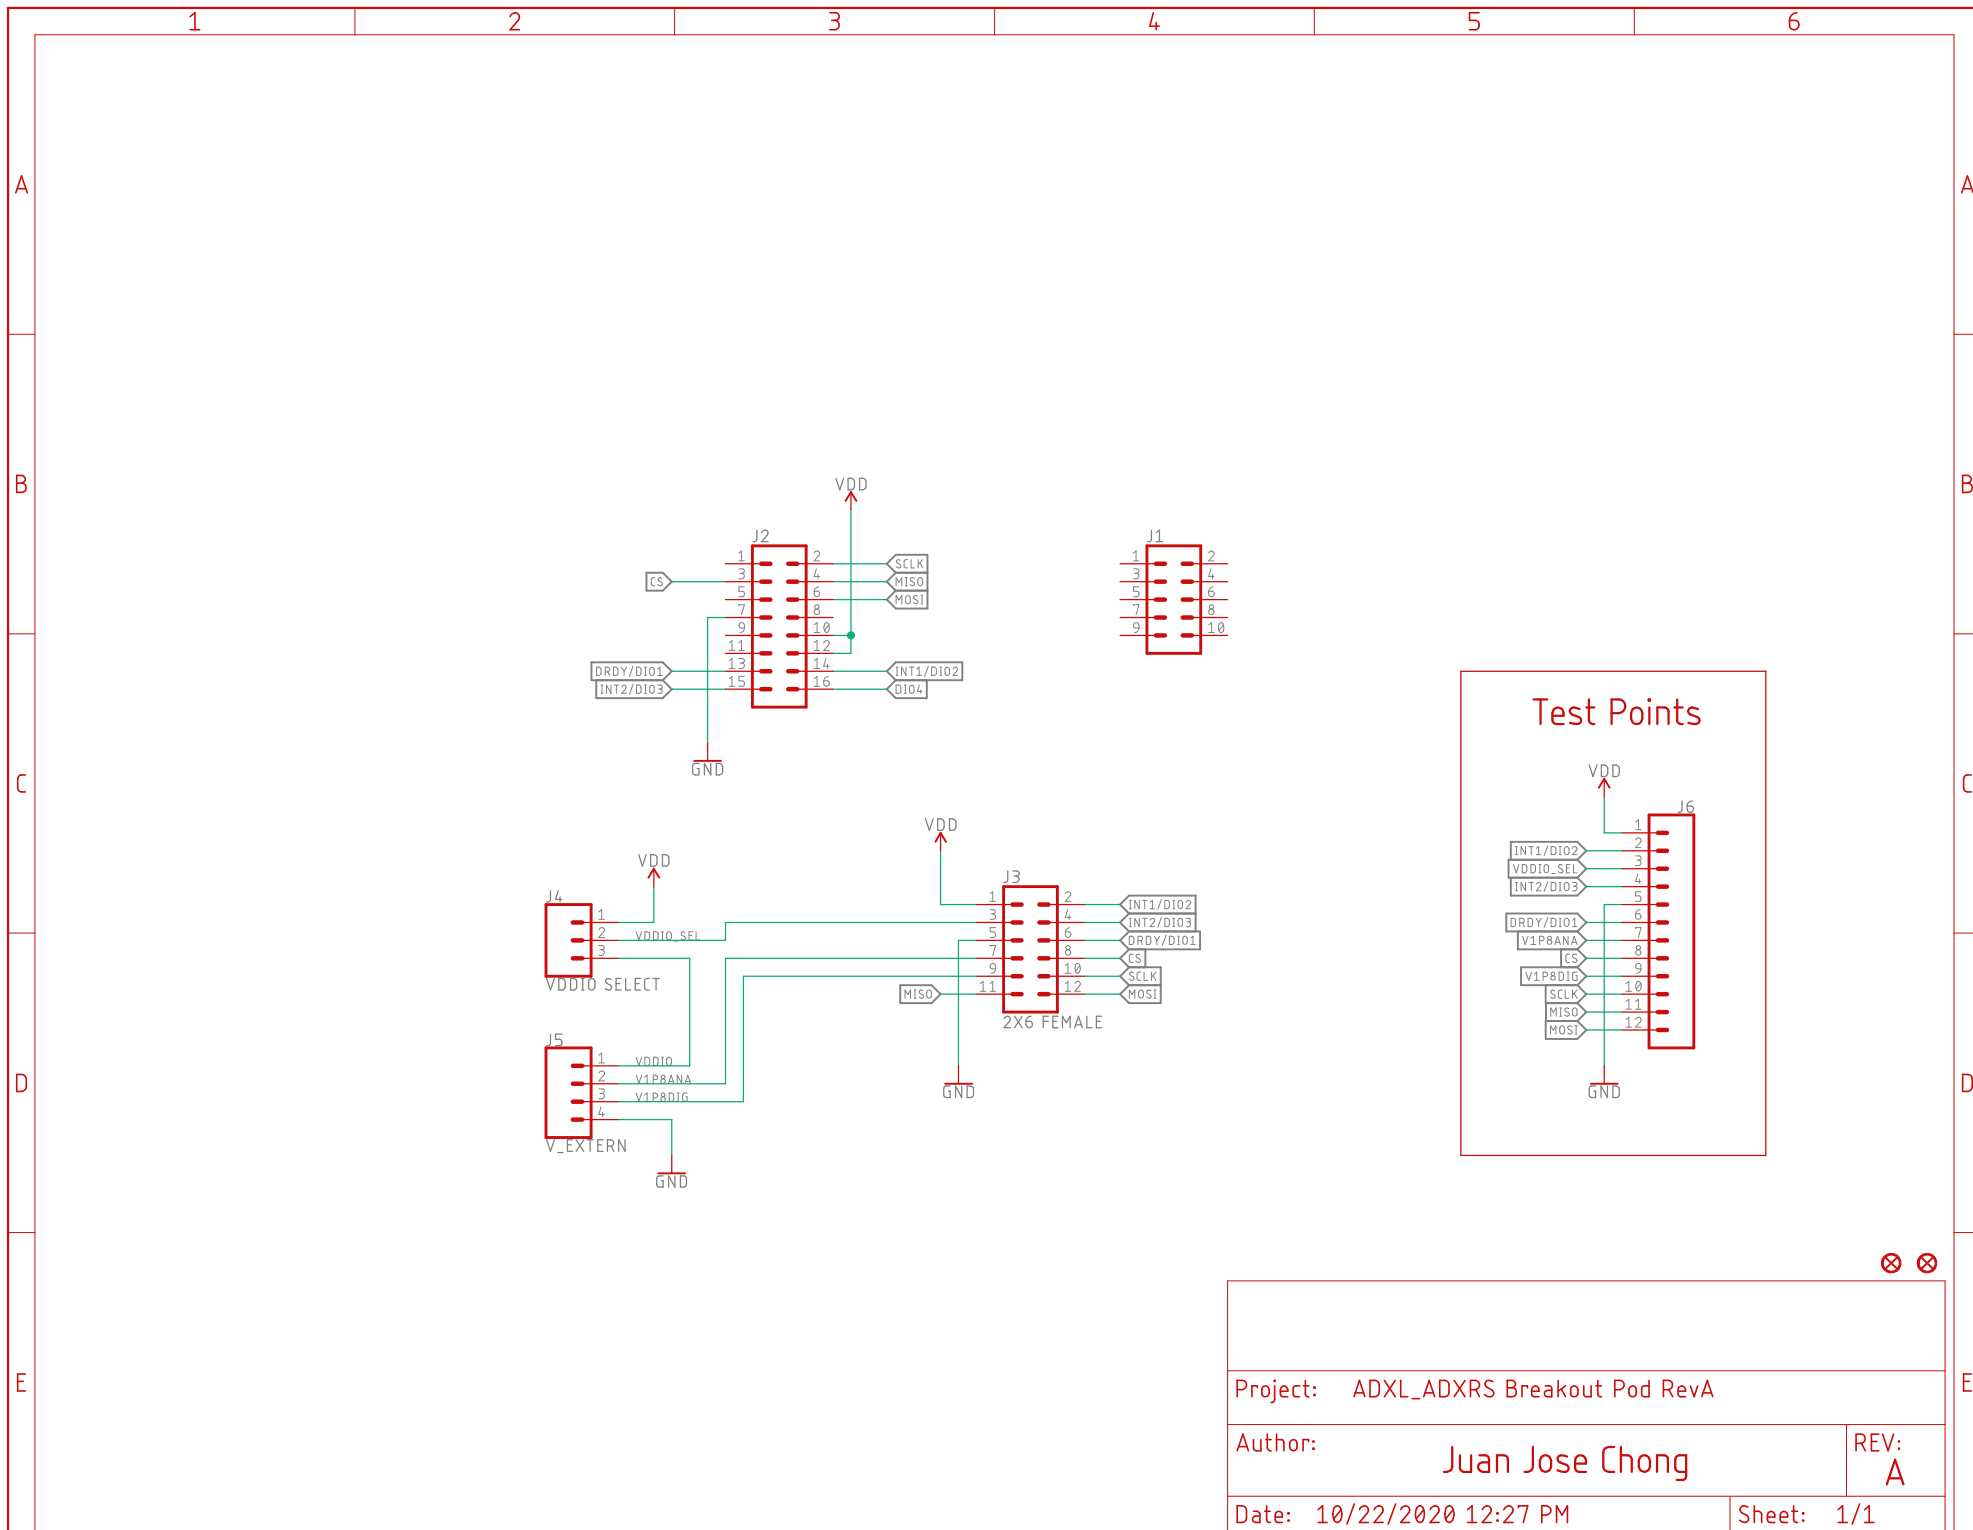 1 2 3 4 5 6
A A
B B
C C
D D
E E
VDD
J2
1 2
3 4
5 6
7 8
9 10
11 12
13 14
15 16
CS
SCLK
MISO
MOSI
DRDY/DIO1
INT2/DIO3
INT1/DIO2
DIO4
GND
J1
1 2
3 4
5 6
7 8
9 10
VDD
J4
1
2
3
VDDIO_SEL
VDDIO SELECT
J5
1
2
3
4
VDDIO
V1P8ANA
V1P8DIG
V_EXTERN
GND
VDD
J3
1 2
3 4
5 6
7 8
9 10
11 12
INT1/DIO2
INT2/DIO3
DRDY/DIO1
CS
SCLK
MISO
MOSI
2X6 FEMALE
GND
Test Points
VDD
J6
1
INT1/DIO2 2
VDDIO_SEL 3
INT2/DIO3 4
5
DRDY/DIO1 6
V1P8ANA 7
CS 8
V1P8DIG 9
SCLK 10
MISO 11
MOSI 12
GND
Project: ADXL_ADXRS Breakout Pod RevA
Author: Juan Jose Chong
REV: A
Date: 10/22/2020 12:27 PM
Sheet: 1/1